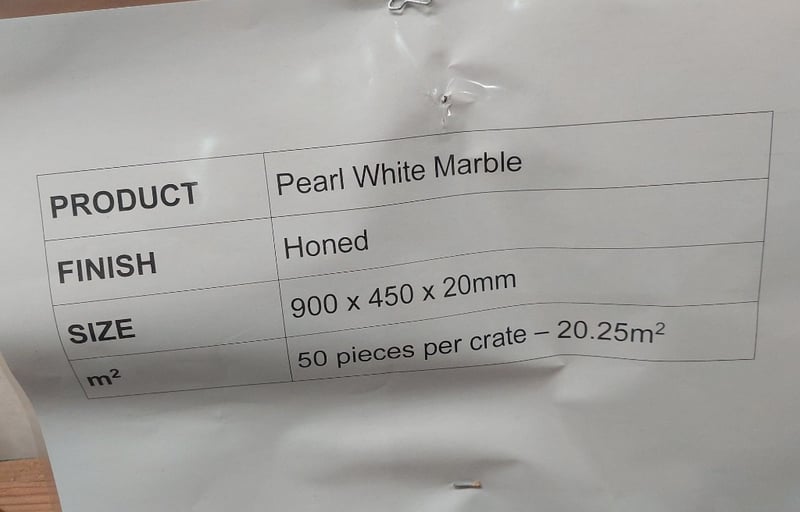 PRODUCT Pearl White Marble
FINISH Honed
SIZE 900 x 450 x 20mm
m² 50 pieces per crate – 20.25m²